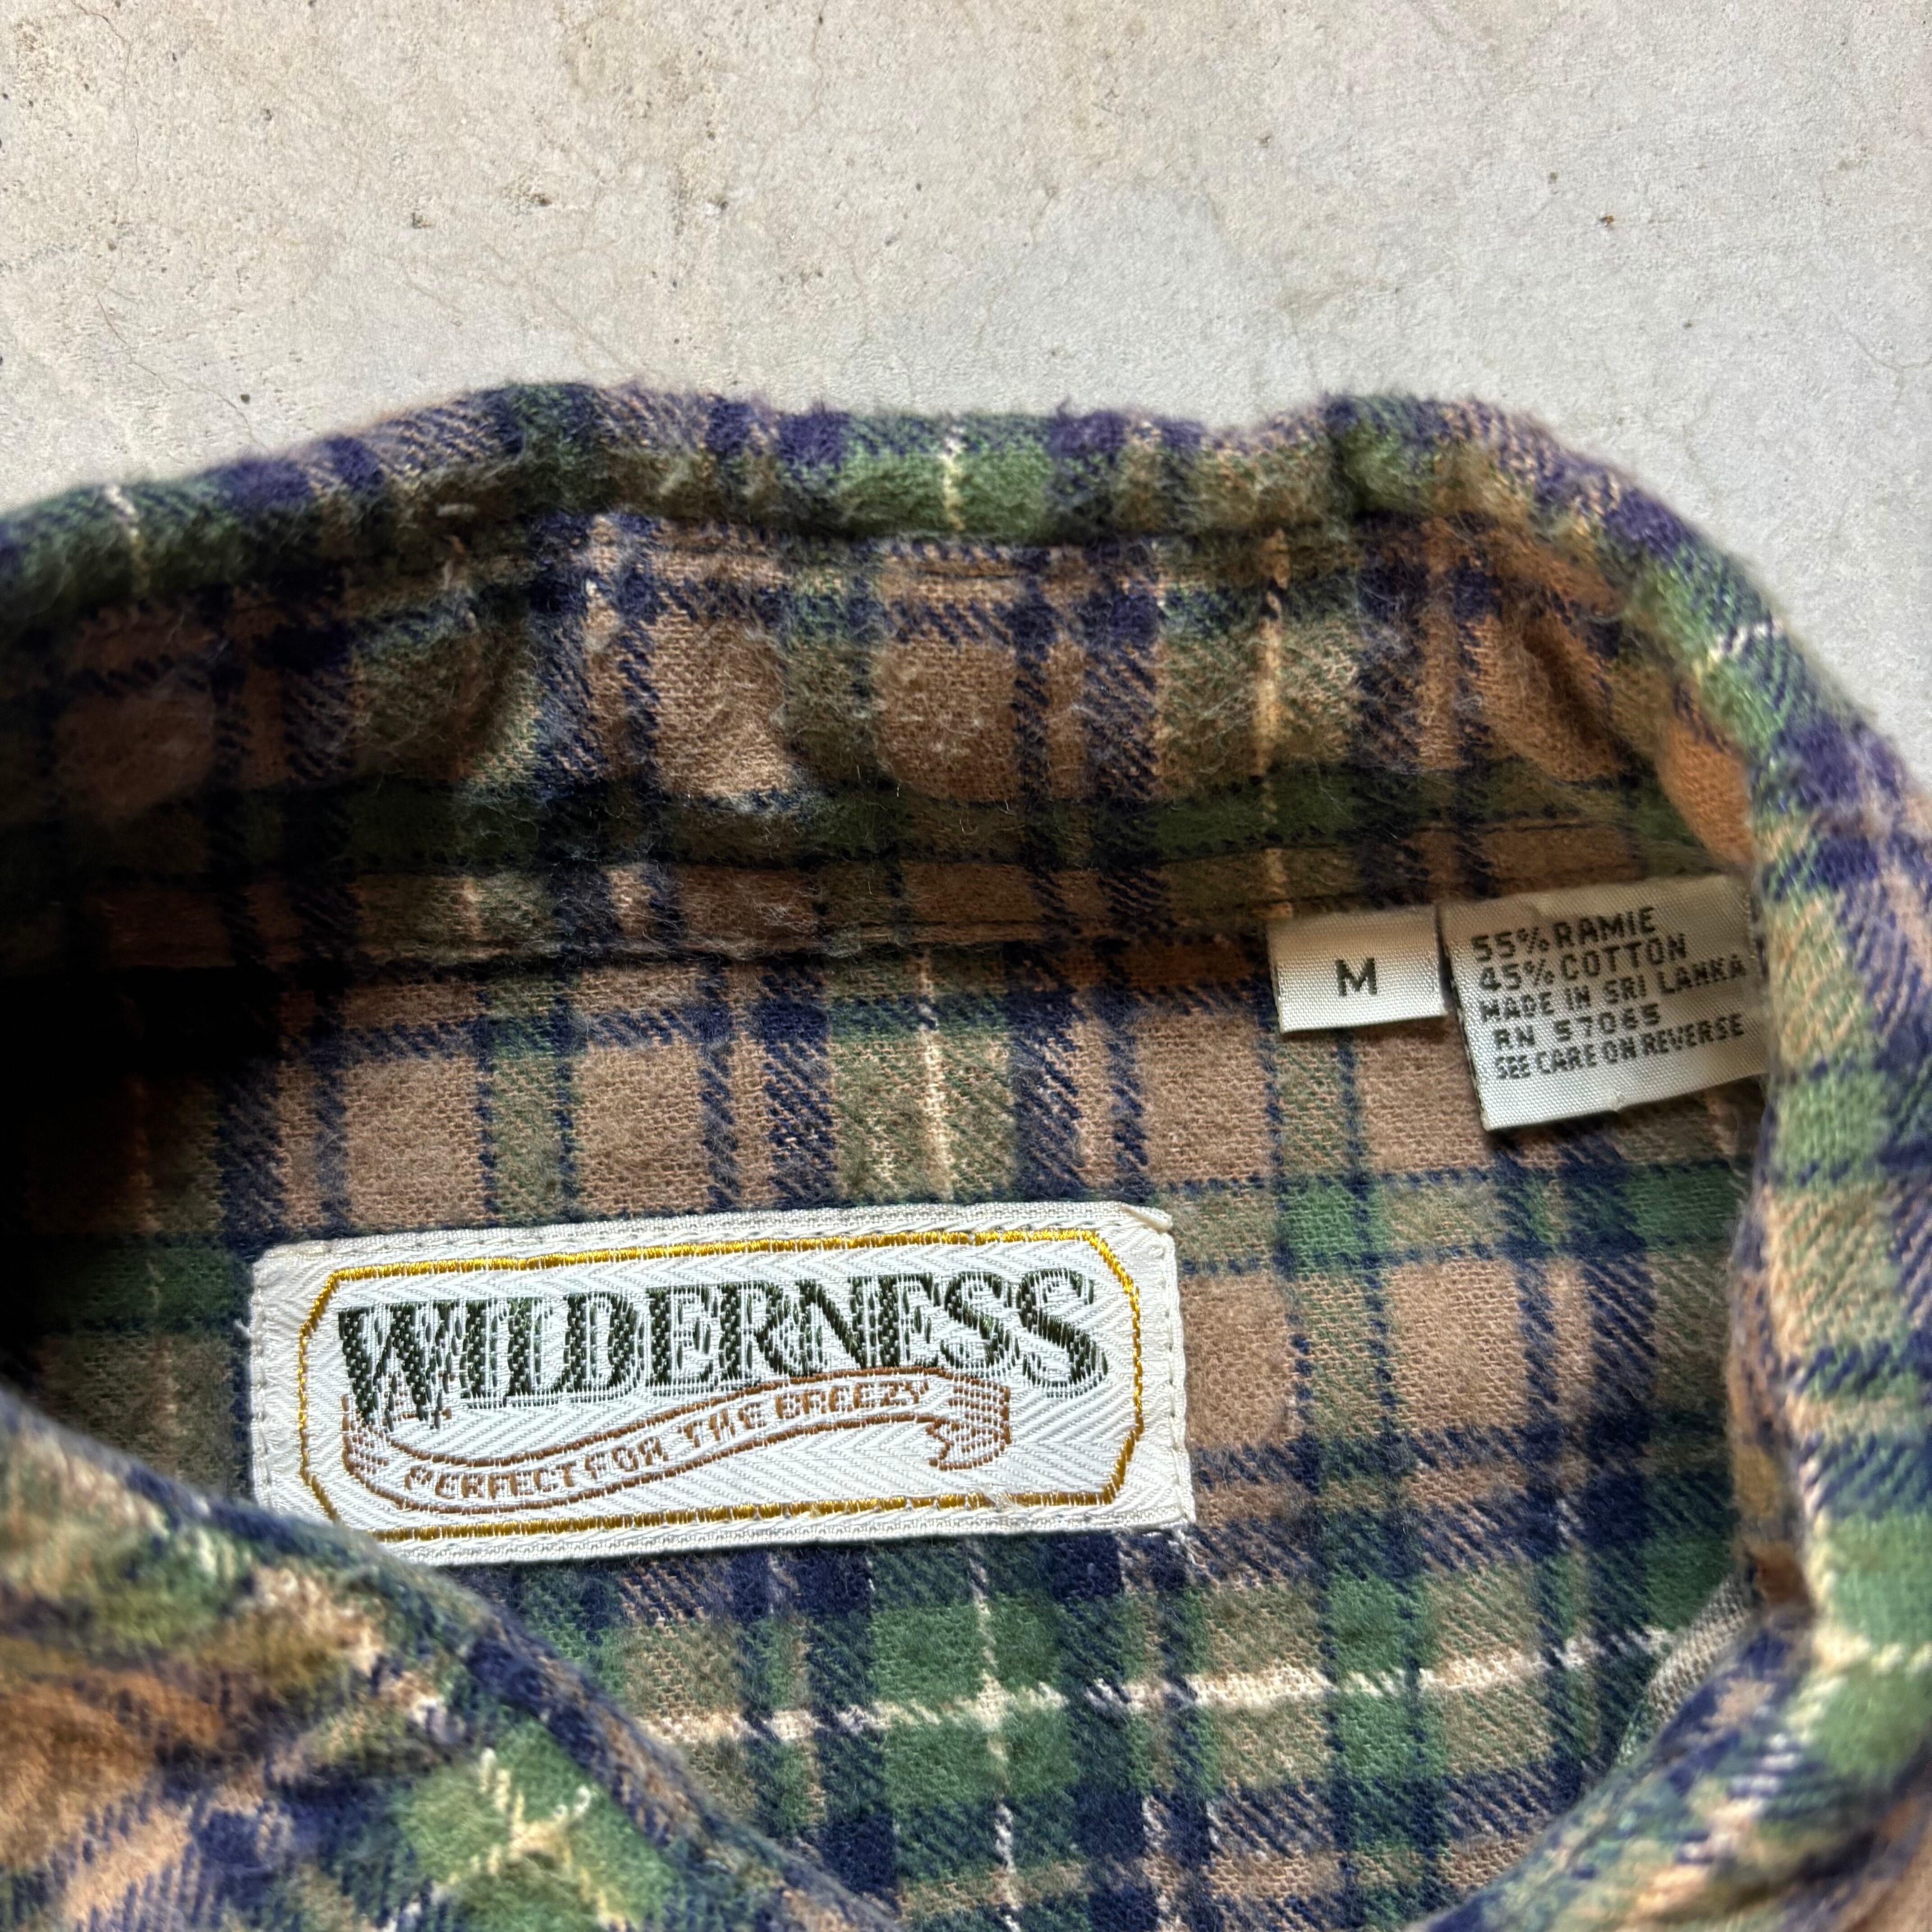 M
55% RAMIE
45% COTTON
MADE IN SRI LANKA
RN 57065
SEE CARE ON REVERSE
WILDERNESS
PERFECT FOR THE BREEZY